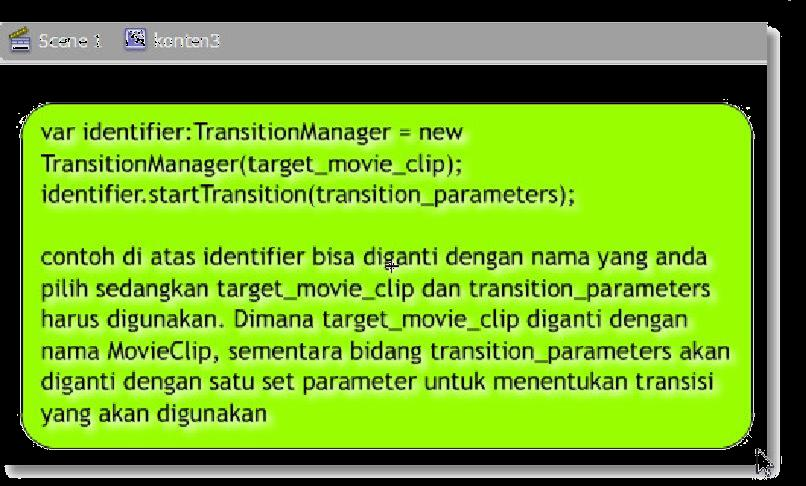 Scene 1 konten3
var identifier:TransitionManager = new
TransitionManager(target_movie_clip);
identifier.startTransition(transition_parameters);
contoh di atas identifier bisa diganti dengan nama yang anda
pilih sedangkan target_movie_clip dan transition_parameters
harus digunakan. Dimana target_movie_clip diganti dengan
nama MovieClip, sementara bidang transition_parameters akan
diganti dengan satu set parameter untuk menentukan transisi
yang akan digunakan